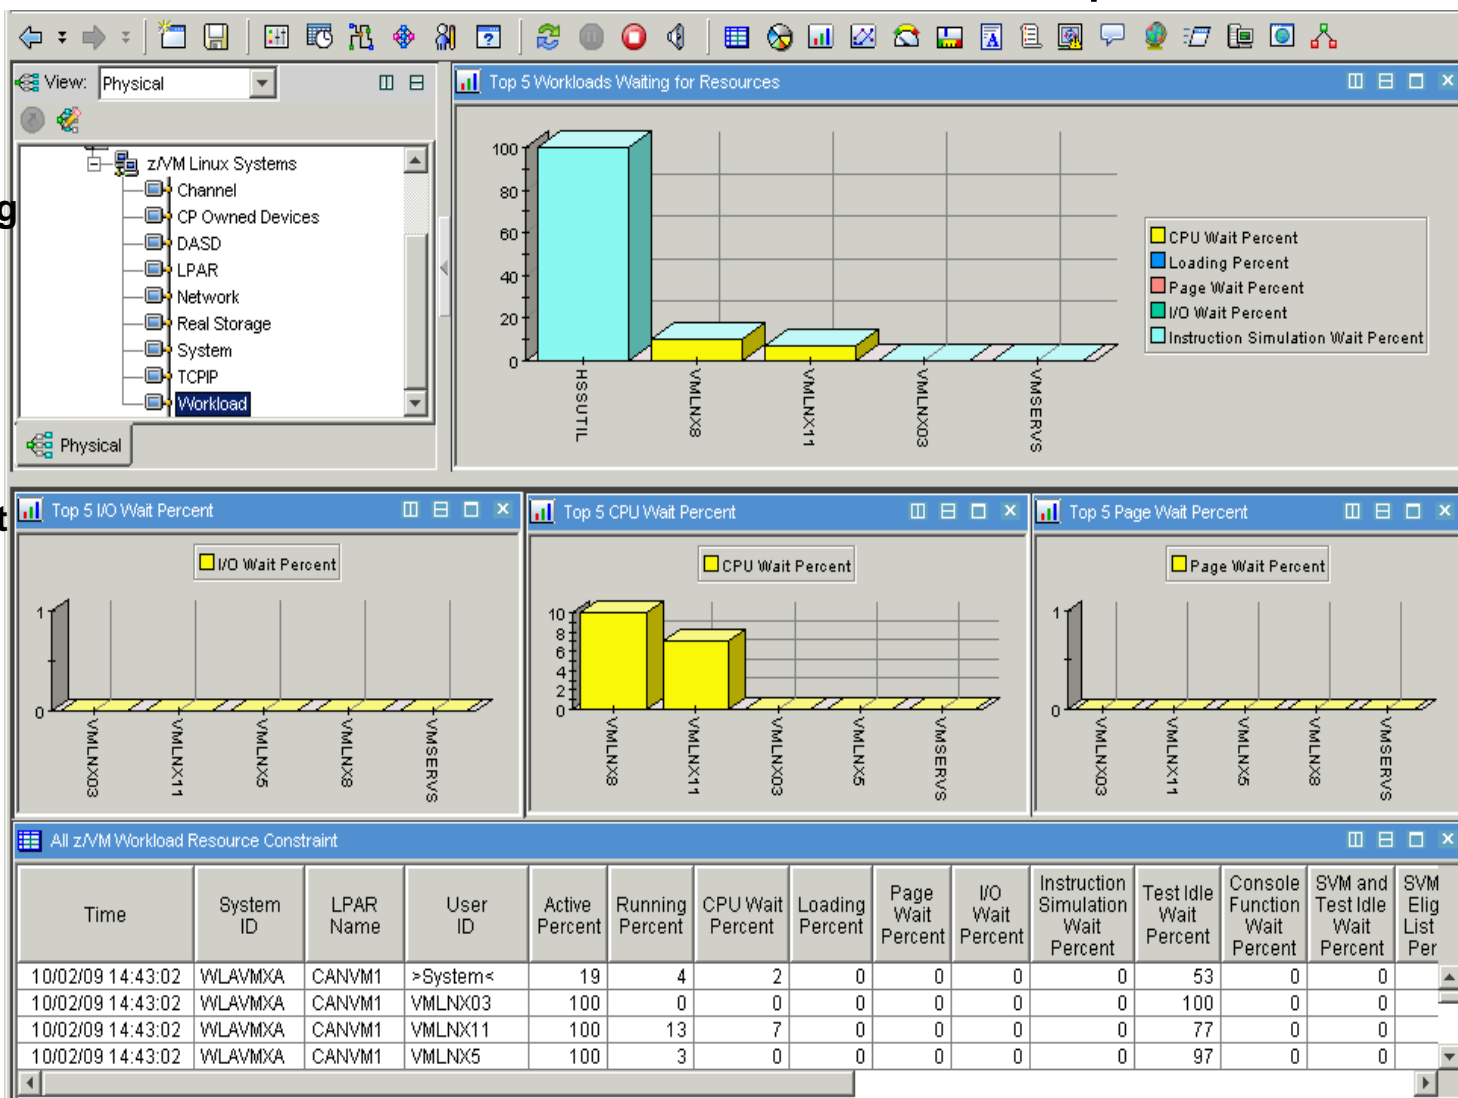 View: Physical
z/VM Linux Systems
Channel
CP Owned Devices
DASD
LPAR
Network
Real Storage
System
TCPIP
Workload
Physical
g
t
Top 5 Workloads Waiting for Resources
100
80
60
40
20
0
HSSUTIL
VMLNX8
VMLNX11
VMLNX03
VMSERVS
CPU Wait Percent
Loading Percent
Page Wait Percent
I/O Wait Percent
Instruction Simulation Wait Percent
Top 5 I/O Wait Percent
I/O Wait Percent
1
0
VMLNX03
VMLNX11
VMLNX5
VMLNX8
VMSERVS
Top 5 CPU Wait Percent
CPU Wait Percent
10
8
6
4
2
0
VMLNX8
VMLNX11
VMLNX03
VMLNX5
VMSERVS
Top 5 Page Wait Percent
Page Wait Percent
1
0
VMLNX03
VMLNX11
VMLNX5
VMLNX8
VMSERVS
All z/VM Workload Resource Constraint
Time
System
ID
LPAR
Name
User
ID
Active
Percent
Running
Percent
CPU Wait
Percent
Loading
Percent
Page
Wait
Percent
I/O
Wait
Percent
Instruction
Simulation
Wait
Percent
Test Idle
Wait
Percent
Console
Function
Wait
Percent
SVM and
Test Idle
Wait
Percent
SVM
Elig
List
Per
10/02/09 14:43:02 WLAVMXA CANVM1 >System< 19 4 2 0 0 0 0 53 0 0
10/02/09 14:43:02 WLAVMXA CANVM1 VMLNX03 100 0 0 0 0 0 0 100 0 0
10/02/09 14:43:02 WLAVMXA CANVM1 VMLNX11 100 13 7 0 0 0 0 77 0 0
10/02/09 14:43:02 WLAVMXA CANVM1 VMLNX5 100 3 0 0 0 0 0 97 0 0